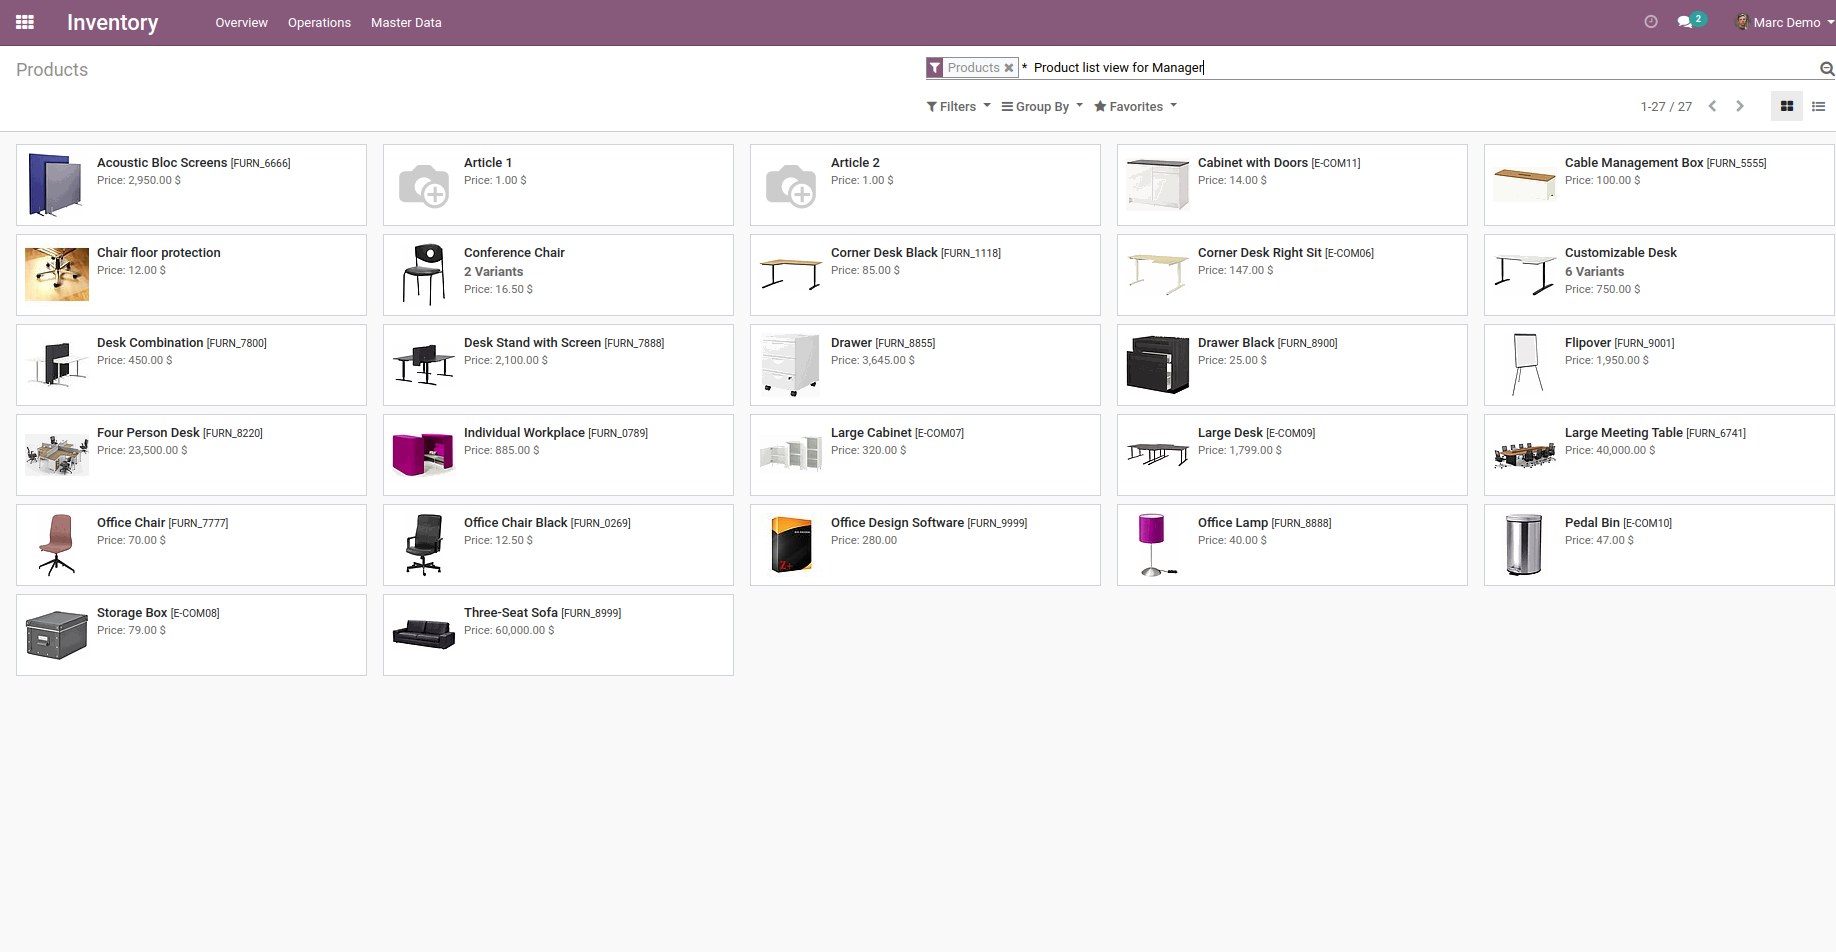 Inventory Overview Operations Master Data 2 Marc Demo
Products Products ✖ * Product list view for Manager
Filters Group By Favorites 1-27 / 27
Acoustic Bloc Screens [FURN_6666]
Price: 2,950.00 $
Article 1
Price: 1.00 $
Article 2
Price: 1.00 $
Cabinet with Doors [E-COM11]
Price: 14.00 $
Cable Management Box [FURN_5555]
Price: 100.00 $
Chair floor protection
Price: 12.00 $
Conference Chair
2 Variants
Price: 16.50 $
Corner Desk Black [FURN_1118]
Price: 85.00 $
Corner Desk Right Sit [E-COM06]
Price: 147.00 $
Customizable Desk
6 Variants
Price: 750.00 $
Desk Combination [FURN_7800]
Price: 450.00 $
Desk Stand with Screen [FURN_7888]
Price: 2,100.00 $
Drawer [FURN_8855]
Price: 3,645.00 $
Drawer Black [FURN_8900]
Price: 25.00 $
Flipover [FURN_9001]
Price: 1,950.00 $
Four Person Desk [FURN_8220]
Price: 23,500.00 $
Individual Workplace [FURN_0789]
Price: 885.00 $
Large Cabinet [E-COM07]
Price: 320.00 $
Large Desk [E-COM09]
Price: 1,799.00 $
Large Meeting Table [FURN_6741]
Price: 40,000.00 $
Office Chair [FURN_7777]
Price: 70.00 $
Office Chair Black [FURN_0269]
Price: 12.50 $
Z+
Office Design Software [FURN_9999]
Price: 280.00
Office Lamp [FURN_8888]
Price: 40.00 $
Pedal Bin [E-COM10]
Price: 47.00 $
Storage Box [E-COM08]
Price: 79.00 $
Three-Seat Sofa [FURN_8999]
Price: 60,000.00 $